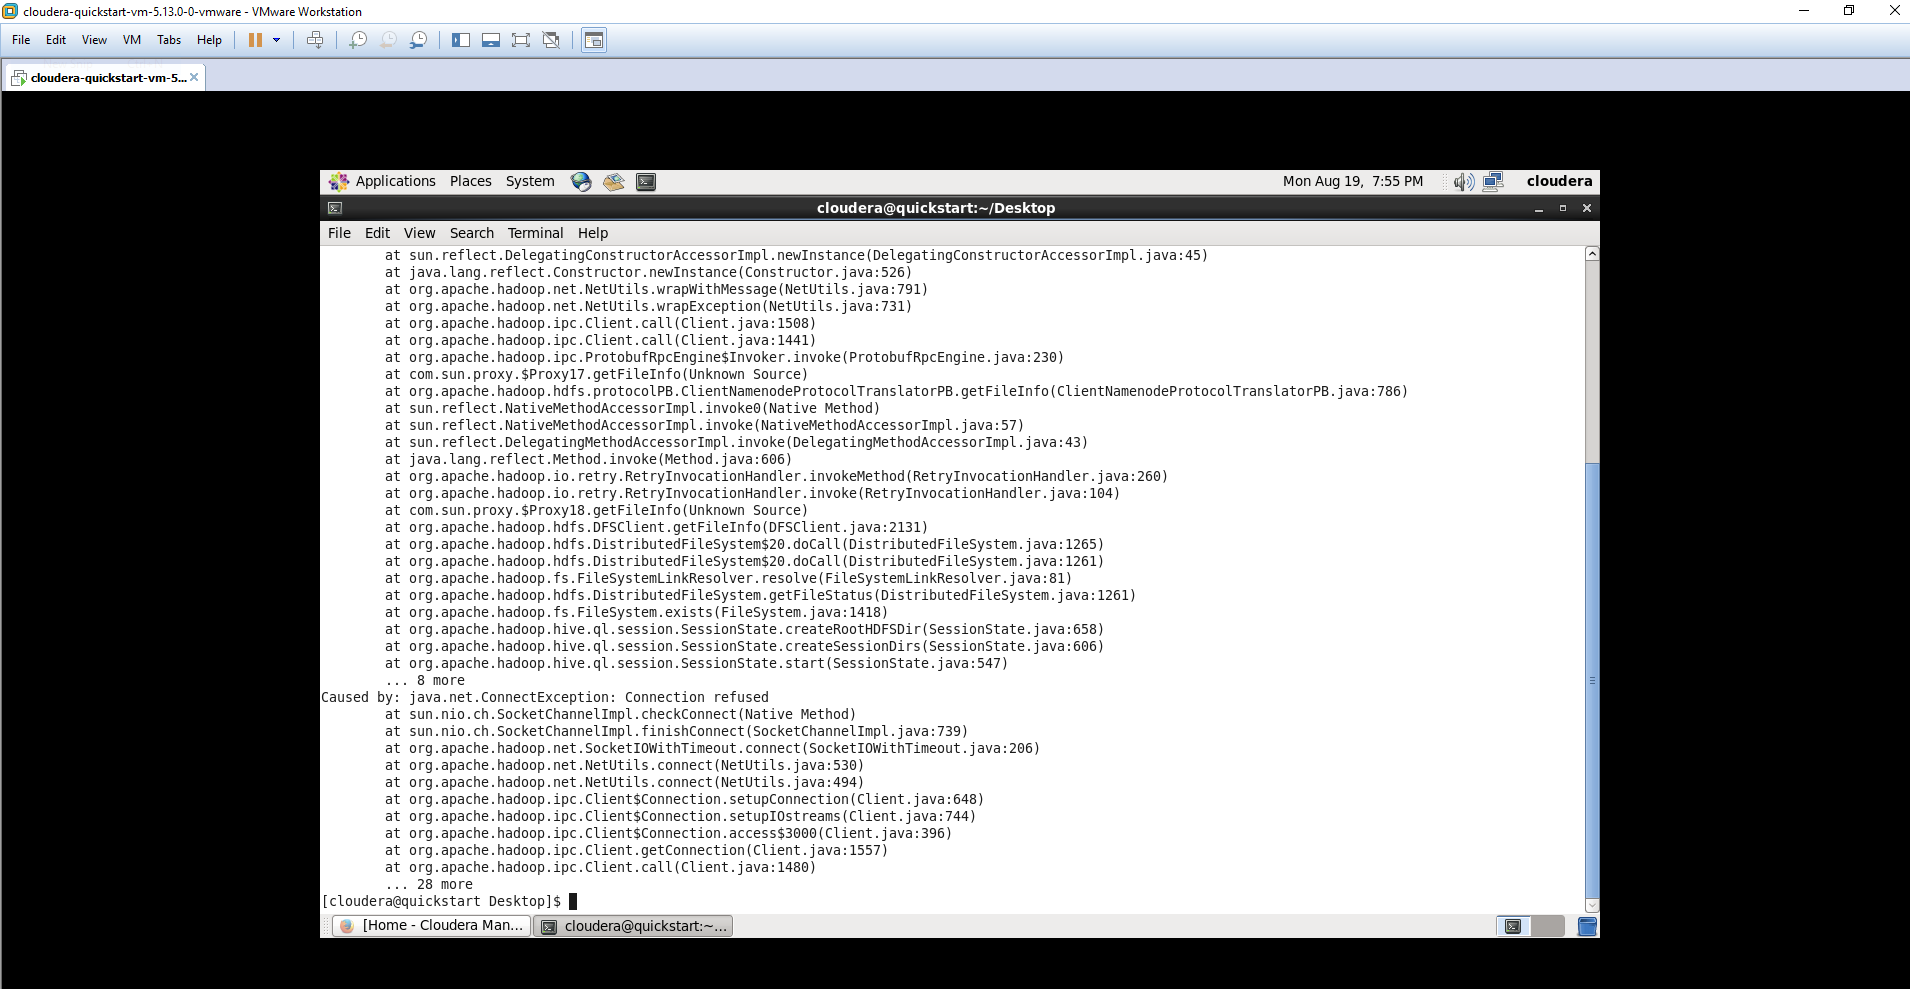 cloudera-quickstart-vm-5.13.0-0-vmware - VMware Workstation
File Edit View VM Tabs Help
cloudera-quickstart-vm-5...
Applications Places System Mon Aug 19, 7:55 PM cloudera
cloudera@quickstart:~/Desktop
File Edit View Search Terminal Help
at sun.reflect.DelegatingConstructorAccessorImpl.newInstance(DelegatingConstructorAccessorImpl.java:45)
at java.lang.reflect.Constructor.newInstance(Constructor.java:526)
at org.apache.hadoop.net.NetUtils.wrapWithMessage(NetUtils.java:791)
at org.apache.hadoop.net.NetUtils.wrapException(NetUtils.java:731)
at org.apache.hadoop.ipc.Client.call(Client.java:1508)
at org.apache.hadoop.ipc.Client.call(Client.java:1441)
at org.apache.hadoop.ipc.ProtobufRpcEngine$Invoker.invoke(ProtobufRpcEngine.java:230)
at com.sun.proxy.$Proxy17.getFileInfo(Unknown Source)
at org.apache.hadoop.hdfs.protocolPB.ClientNamenodeProtocolTranslatorPB.getFileInfo(ClientNamenodeProtocolTranslatorPB.java:786)
at sun.reflect.NativeMethodAccessorImpl.invoke0(Native Method)
at sun.reflect.NativeMethodAccessorImpl.invoke(NativeMethodAccessorImpl.java:57)
at sun.reflect.DelegatingMethodAccessorImpl.invoke(DelegatingMethodAccessorImpl.java:43)
at java.lang.reflect.Method.invoke(Method.java:606)
at org.apache.hadoop.io.retry.RetryInvocationHandler.invokeMethod(RetryInvocationHandler.java:260)
at org.apache.hadoop.io.retry.RetryInvocationHandler.invoke(RetryInvocationHandler.java:104)
at com.sun.proxy.$Proxy18.getFileInfo(Unknown Source)
at org.apache.hadoop.hdfs.DFSClient.getFileInfo(DFSClient.java:2131)
at org.apache.hadoop.hdfs.DistributedFileSystem$20.doCall(DistributedFileSystem.java:1265)
at org.apache.hadoop.hdfs.DistributedFileSystem$20.doCall(DistributedFileSystem.java:1261)
at org.apache.hadoop.fs.FileSystemLinkResolver.resolve(FileSystemLinkResolver.java:81)
at org.apache.hadoop.hdfs.DistributedFileSystem.getFileStatus(DistributedFileSystem.java:1261)
at org.apache.hadoop.fs.FileSystem.exists(FileSystem.java:1418)
at org.apache.hadoop.hive.ql.session.SessionState.createRootHDFSDir(SessionState.java:658)
at org.apache.hadoop.hive.ql.session.SessionState.createSessionDirs(SessionState.java:606)
at org.apache.hadoop.hive.ql.session.SessionState.start(SessionState.java:547)
... 8 more
Caused by: java.net.ConnectException: Connection refused
at sun.nio.ch.SocketChannelImpl.checkConnect(Native Method)
at sun.nio.ch.SocketChannelImpl.finishConnect(SocketChannelImpl.java:739)
at org.apache.hadoop.net.SocketIOWithTimeout.connect(SocketIOWithTimeout.java:206)
at org.apache.hadoop.net.NetUtils.connect(NetUtils.java:530)
at org.apache.hadoop.net.NetUtils.connect(NetUtils.java:494)
at org.apache.hadoop.ipc.Client$Connection.setupConnection(Client.java:648)
at org.apache.hadoop.ipc.Client$Connection.setupIOstreams(Client.java:744)
at org.apache.hadoop.ipc.Client$Connection.access$3000(Client.java:396)
at org.apache.hadoop.ipc.Client.getConnection(Client.java:1557)
at org.apache.hadoop.ipc.Client.call(Client.java:1480)
... 28 more
[cloudera@quickstart Desktop]$
[Home - Cloudera Man... cloudera@quickstart:~...